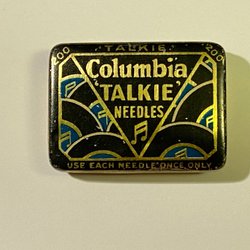 200 TALKIE 200
Columbia
'TALKIE'
NEEDLES
USE EACH NEEDLE ONCE ONLY